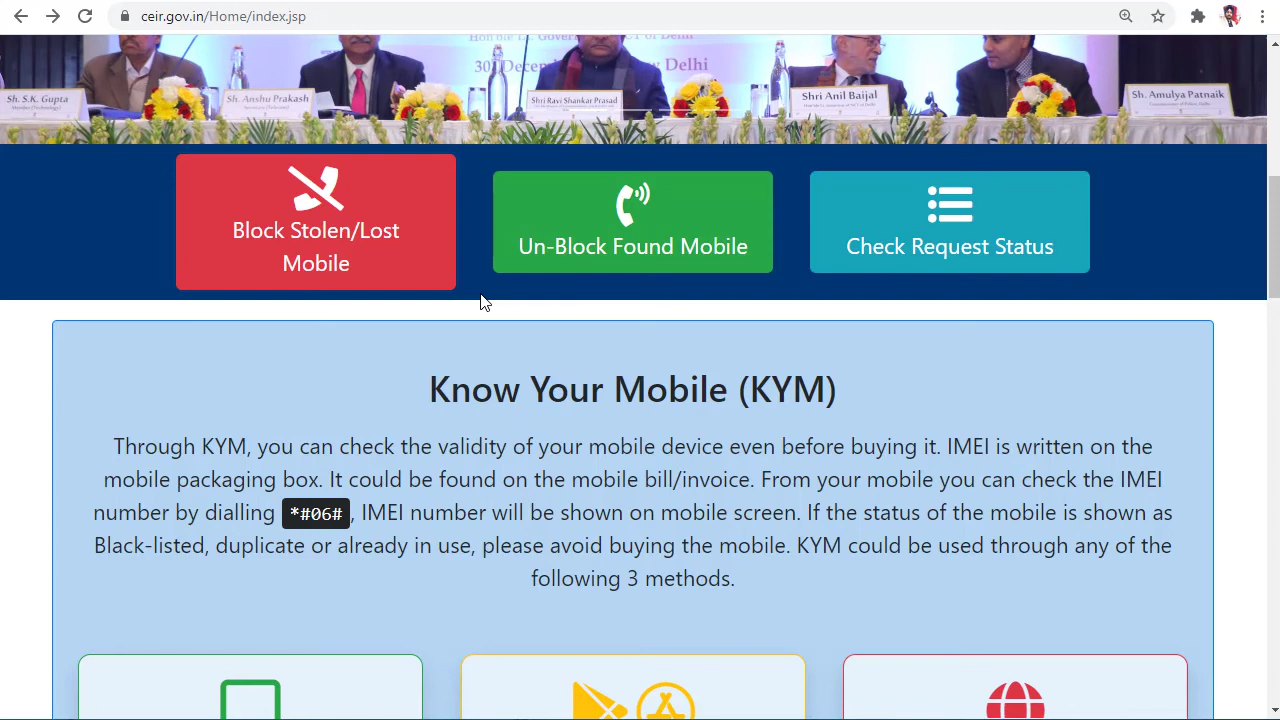 ceir.gov.in/Home/index.jsp
30 Decem w Delhi
Sh. S.K. Gupta
Sh. Anshu Prakash
Shri Ravi Shankar Prasad
Shri Anil Baijal
Sh. Amulya Patnaik
Block Stolen/Lost
Mobile
Un-Block Found Mobile
Check Request Status
Know Your Mobile (KYM)
Through KYM, you can check the validity of your mobile device even before buying it. IMEI is written on the
mobile packaging box. It could be found on the mobile bill/invoice. From your mobile you can check the IMEI
number by dialling *#06#, IMEI number will be shown on mobile screen. If the status of the mobile is shown as
Black-listed, duplicate or already in use, please avoid buying the mobile. KYM could be used through any of the
following 3 methods.